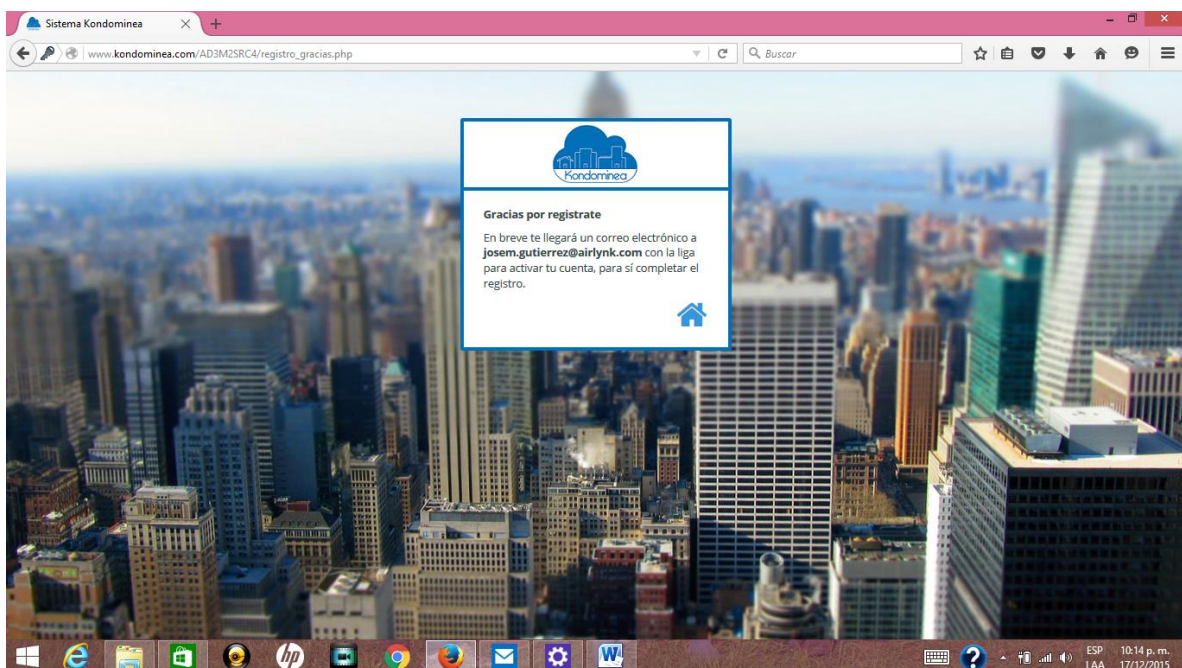 Sistema Kondominea
www.kondominea.com/AD3M2SRC4/registro_gracias.php
Buscar
Kondominea
Gracias por registrate
En breve te llegará un correo electrónico a
josem.gutierrez@airlynk.com con la liga
para activar tu cuenta, para sí completar el
registro.
hp
W
ESP
LAA
10:14 p. m.
17/12/2015